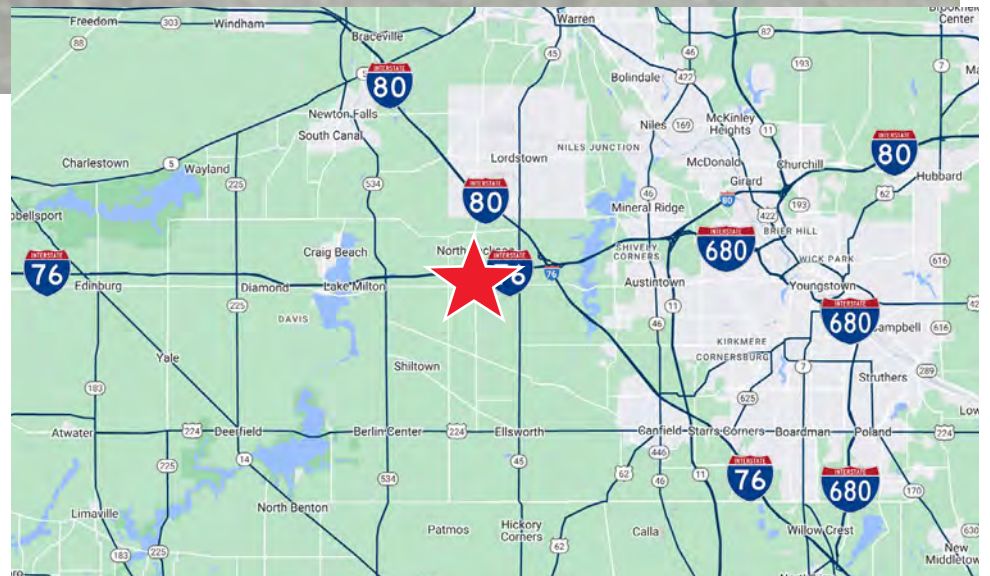 Freedom
303
Windham
Warren
Center
88
Braceville
45
46
82
Bolindale
422
193
7
INTERSTATE
80
Newton Falls
South Canal
Niles
169
McKinley
Heights
11
NILES JUNCTION
Lordstown
McDonald
Churchill
INTERSTATE
80
Charlestown
5
Wayland
225
534
Girard
Hubbard
INTERSTATE
80
46
Mineral Ridge
80
62
193
422
BRIER HILL
Craig Beach
SHIVELY
CORNERS
INTERSTATE
680
WICK PARK
616
INTERSTATE
76
Edinburg
Diamond
Lake Milton
INTERSTATE
76
76
Austintown
Youngstown
225
DAVIS
11
46
INTERSTATE
680
616
KIRKMERE
CORNERSBURG
7
Yale
Shiltown
289
Struthers
183
625
Atwater
224
Deerfield
Berlin Center
224
Ellsworth
Canfield
Starrs Corners
Boardman
Poland
224
446
225
14
534
45
62
46
11
INTERSTATE
76
INTERSTATE
680
170
Limaville
North Benton
Patmos
Hickory
Corners
Calla
Willow Crest
630
183
225
62
New